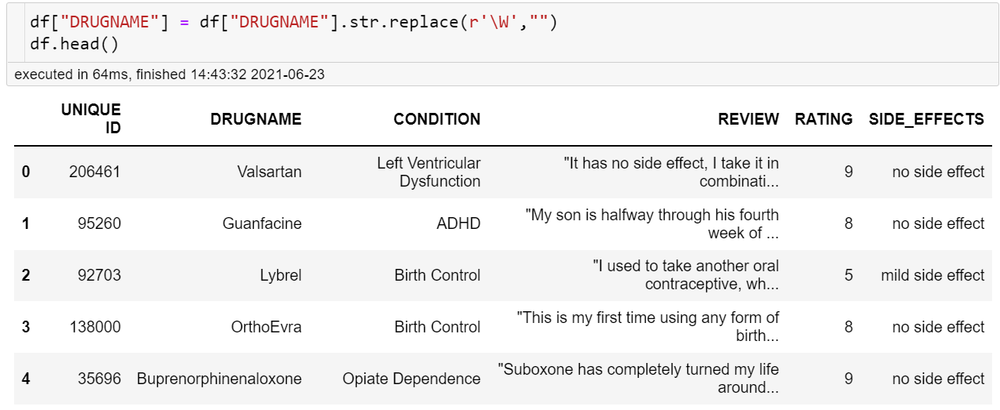 df["DRUGNAME"] = df["DRUGNAME"].str.replace(r'\W',"")
df.head()
executed in 64ms, finished 14:43:32 2021-06-23
UNIQUE ID DRUGNAME CONDITION REVIEW RATING SIDE_EFFECTS
0 206461 Valsartan Left Ventricular Dysfunction "It has no side effect, I take it in combinati... 9 no side effect
1 95260 Guanfacine ADHD "My son is halfway through his fourth week of ... 8 no side effect
2 92703 Lybrel Birth Control "I used to take another oral contraceptive, wh... 5 mild side effect
3 138000 OrthoEvra Birth Control "This is my first time using any form of birth... 8 no side effect
4 35696 Buprenorphinenaloxone Opiate Dependence "Suboxone has completely turned my life around... 9 no side effect